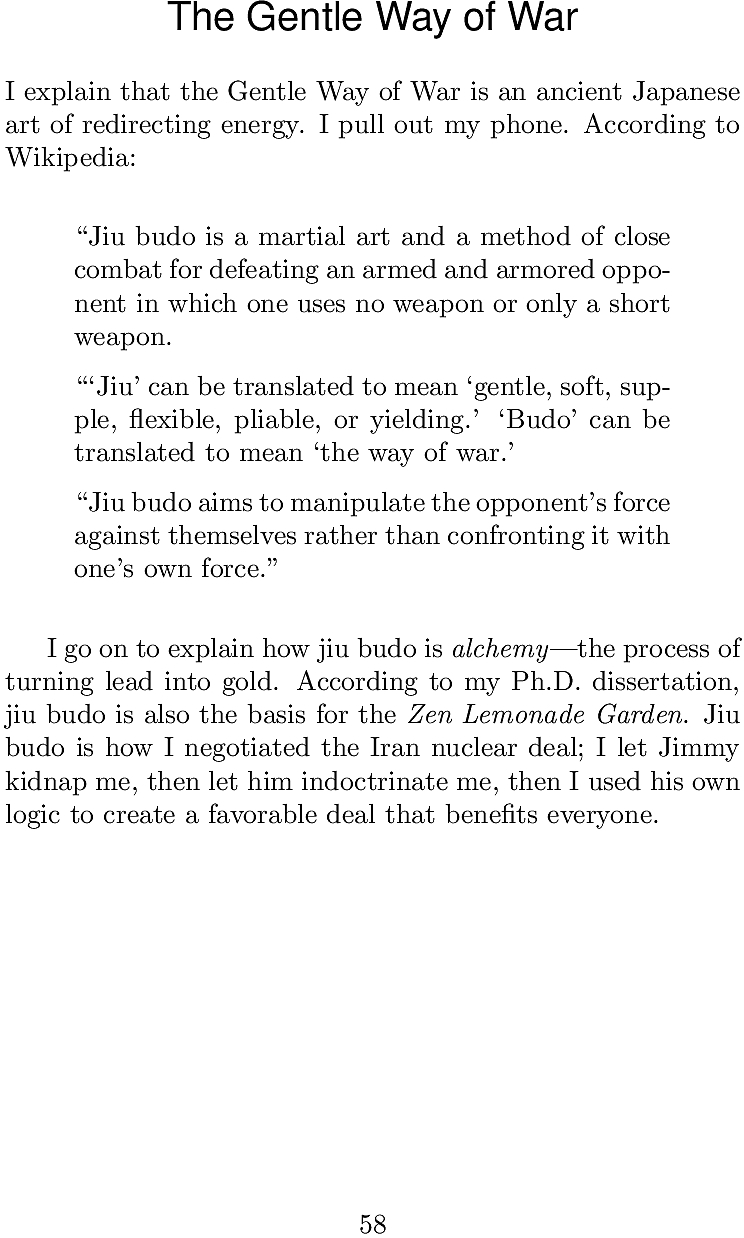 The Gentle Way of War
I explain that the Gentle Way of War is an ancient Japanese
art of redirecting energy. I pull out my phone. According to
Wikipedia:
“Jiu budo is a martial art and a method of close
combat for defeating an armed and armored oppo-
nent in which one uses no weapon or only a short
weapon.
“‘Jiu’ can be translated to mean ‘gentle, soft, sup-
ple, flexible, pliable, or yielding.’ ‘Budo’ can be
translated to mean ‘the way of war.’
“Jiu budo aims to manipulate the opponent’s force
against themselves rather than confronting it with
one’s own force.”
I go on to explain how jiu budo is alchemy—the process of
turning lead into gold. According to my Ph.D. dissertation,
jiu budo is also the basis for the Zen Lemonade Garden. Jiu
budo is how I negotiated the Iran nuclear deal; I let Jimmy
kidnap me, then let him indoctrinate me, then I used his own
logic to create a favorable deal that benefits everyone.
58